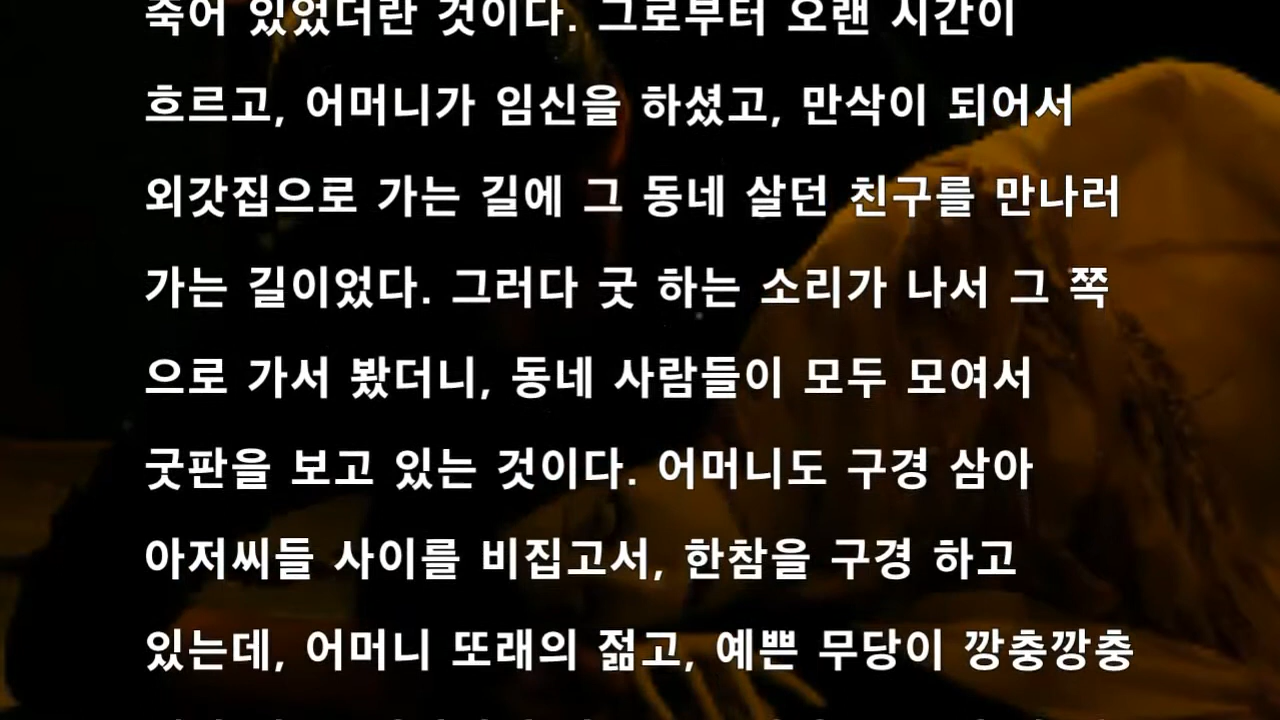 죽어 있었더란 것이다. 그로부터 오랜 시간이
흐르고, 어머니가 임신을 하셨고, 만삭이 되어서
외갓집으로 가는 길에 그 동네 살던 친구를 만나러
가는 길이었다. 그러다 굿 하는 소리가 나서 그 쪽
으로 가서 봤더니, 동네 사람들이 모두 모여서
굿판을 보고 있는 것이다. 어머니도 구경 삼아
아저씨들 사이를 비집고서, 한참을 구경 하고
있는데, 어머니 또래의 젊고, 예쁜 무당이 깡충깡충